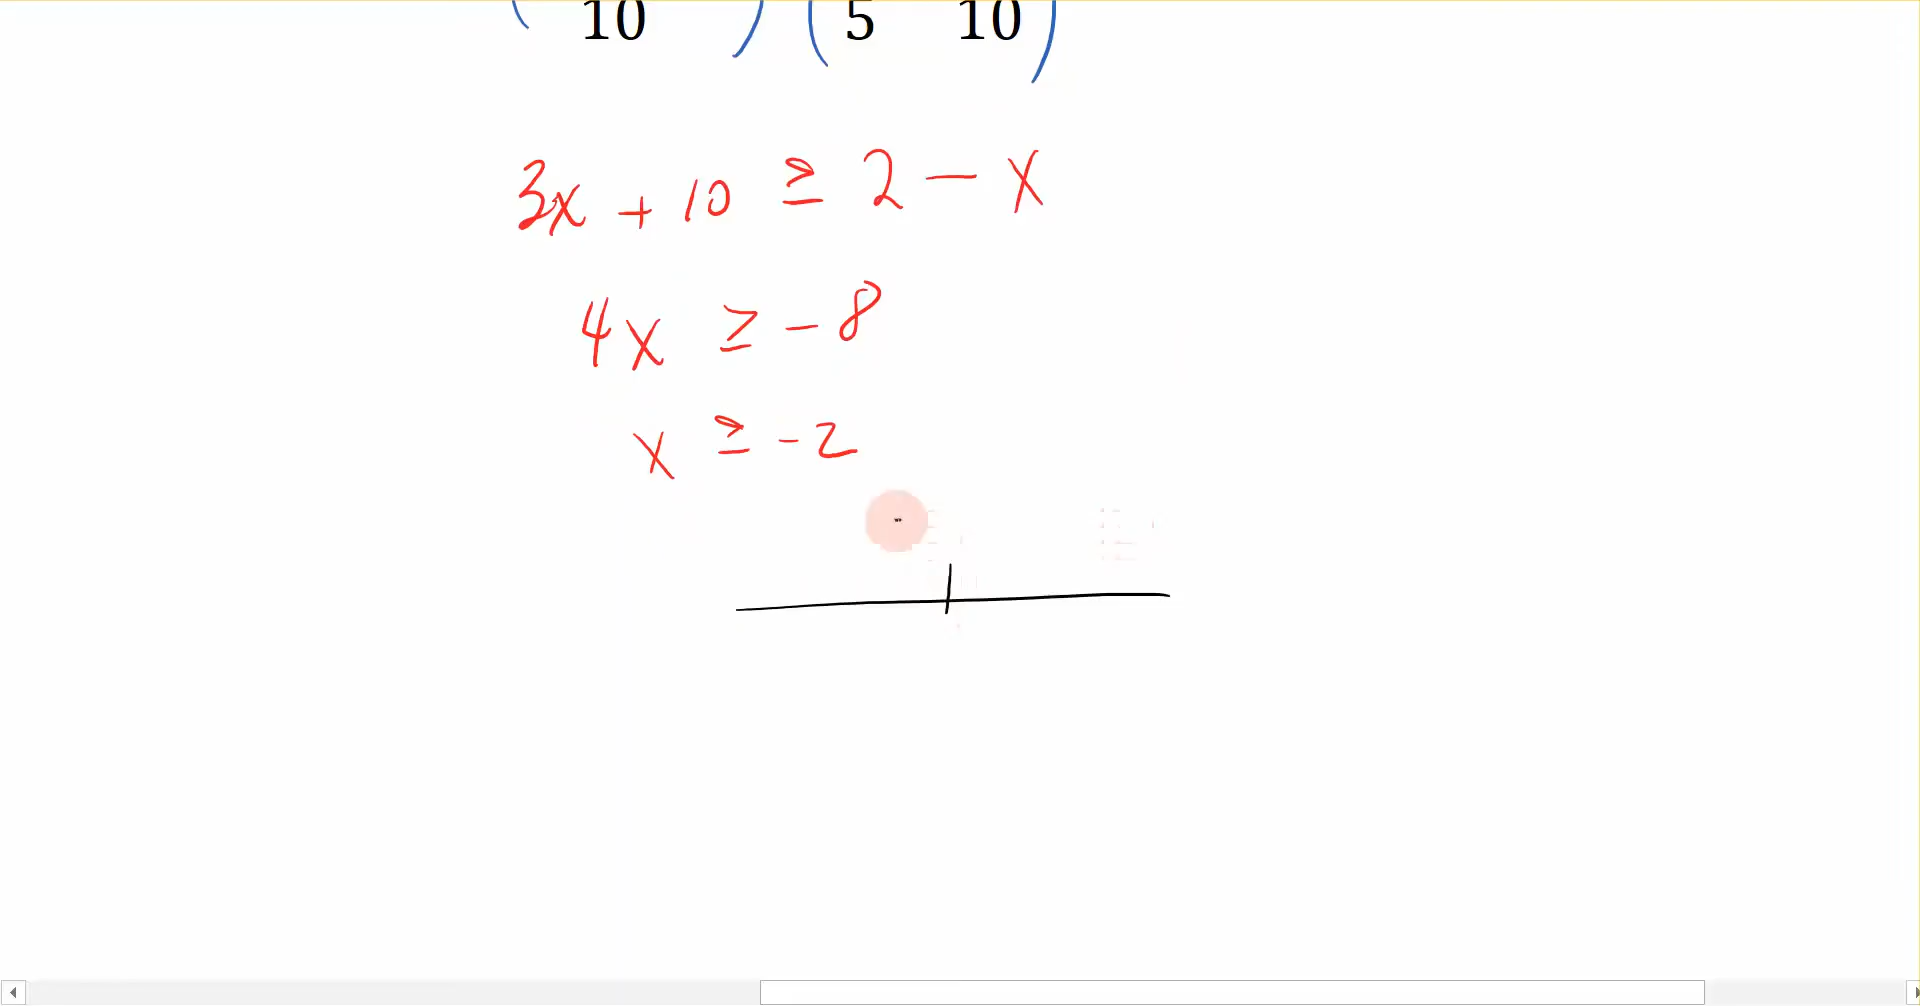 ( 10 ) ( 5 10 )
3x + 10 ≥ 2 − x
4x ≥ −8
x ≥ −2